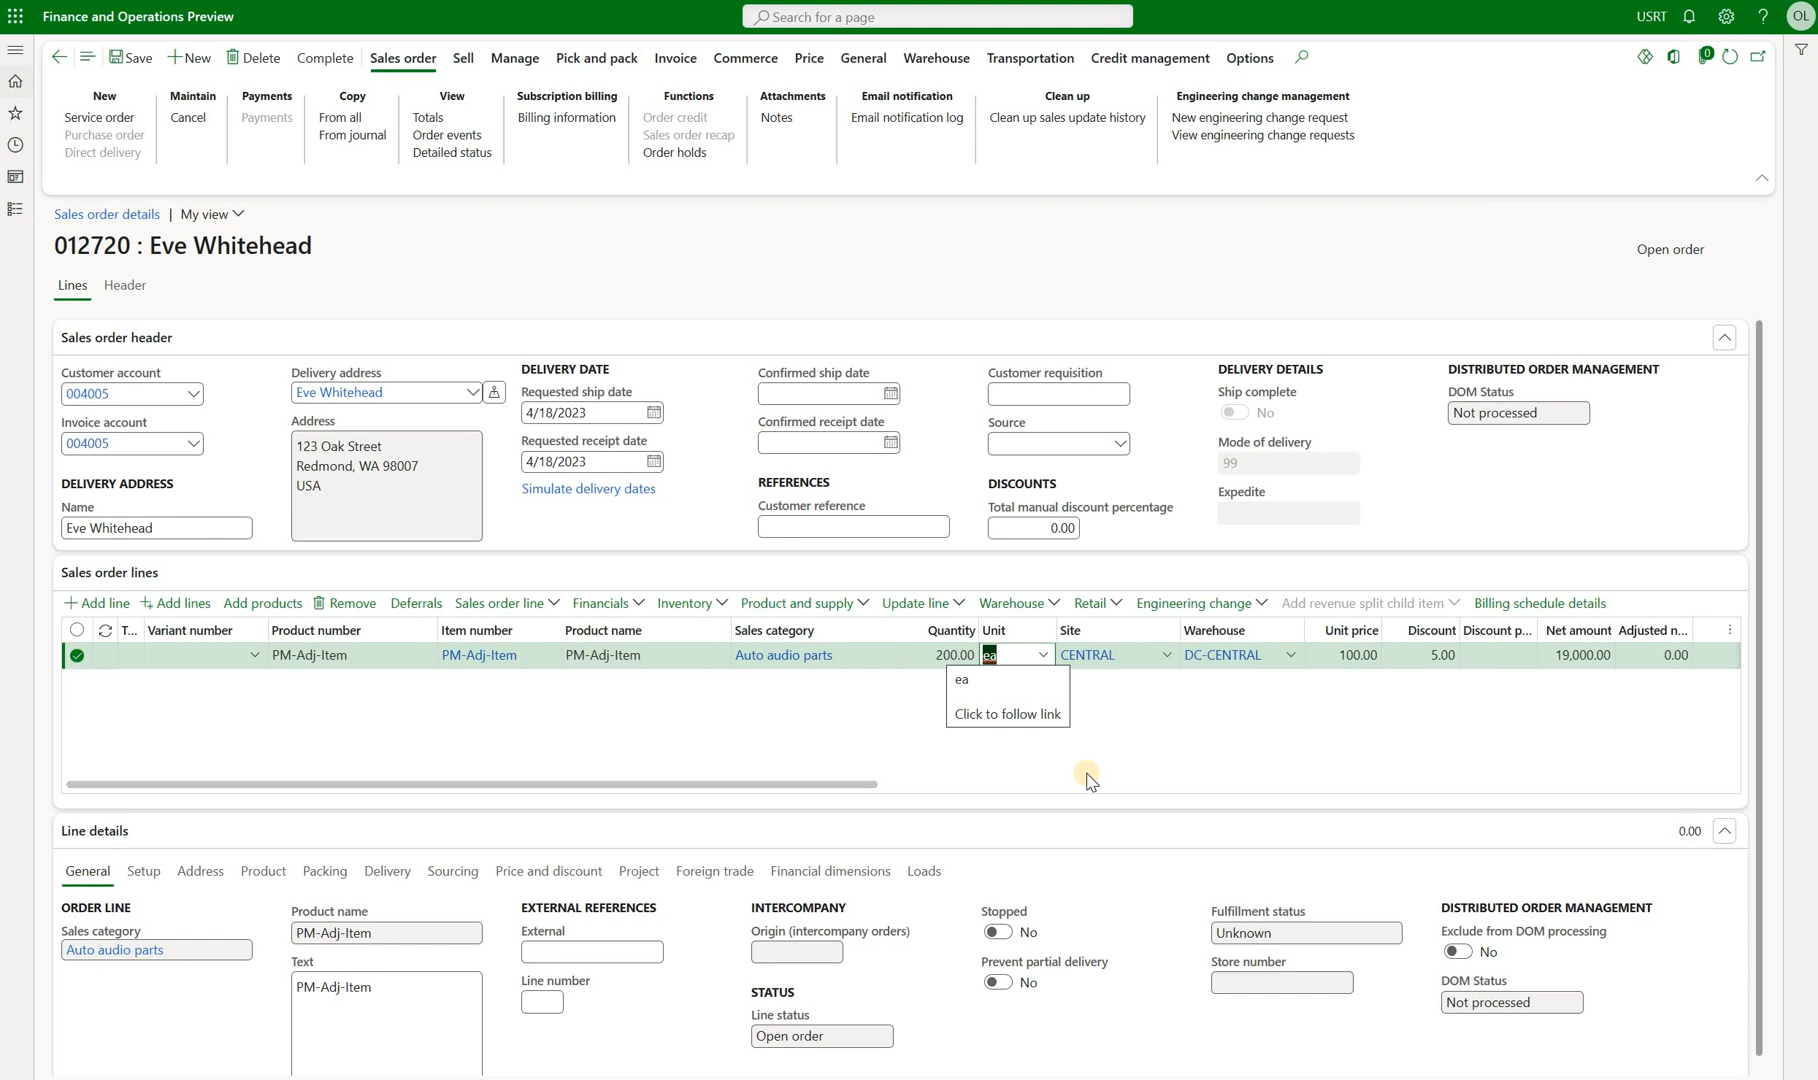 Finance and Operations Preview
Search for a page
USRT
OL
Save
New
Delete
Complete
Sales order
Sell
Manage
Pick and pack
Invoice
Commerce
Price
General
Warehouse
Transportation
Credit management
Options
0
New
Service order
Purchase order
Direct delivery
Maintain
Cancel
Payments
Payments
Copy
From all
From journal
View
Totals
Order events
Detailed status
Subscription billing
Billing information
Functions
Order credit
Sales order recap
Order holds
Attachments
Notes
Email notification
Email notification log
Clean up
Clean up sales update history
Engineering change management
New engineering change request
View engineering change requests
Sales order details | My view
012720 : Eve Whitehead
Open order
Lines
Header
Sales order header
Customer account
004005
Invoice account
004005
DELIVERY ADDRESS
Name
Eve Whitehead
Delivery address
Eve Whitehead
Address
123 Oak Street
Redmond, WA 98007
USA
DELIVERY DATE
Requested ship date
4/18/2023
Requested receipt date
4/18/2023
Simulate delivery dates
Confirmed ship date
Confirmed receipt date
REFERENCES
Customer reference
Customer requisition
Source
DISCOUNTS
Total manual discount percentage
0.00
DELIVERY DETAILS
Ship complete
No
Mode of delivery
99
Expedite
DISTRIBUTED ORDER MANAGEMENT
DOM Status
Not processed
Sales order lines
Add line
Add lines
Add products
Remove
Deferrals
Sales order line
Financials
Inventory
Product and supply
Update line
Warehouse
Retail
Engineering change
Add revenue split child item
Billing schedule details
T...
Variant number
Product number
Item number
Product name
Sales category
Quantity
Unit
Site
Warehouse
Unit price
Discount
Discount p...
Net amount
Adjusted n...
PM-Adj-Item
PM-Adj-Item
PM-Adj-Item
Auto audio parts
200.00
ea
CENTRAL
DC-CENTRAL
100.00
5.00
19,000.00
0.00
ea
Click to follow link
Line details
0.00
General
Setup
Address
Product
Packing
Delivery
Sourcing
Price and discount
Project
Foreign trade
Financial dimensions
Loads
ORDER LINE
Sales category
Auto audio parts
Product name
PM-Adj-Item
Text
PM-Adj-Item
EXTERNAL REFERENCES
External
Line number
INTERCOMPANY
Origin (intercompany orders)
STATUS
Line status
Open order
Stopped
No
Prevent partial delivery
No
Fulfillment status
Unknown
Store number
DISTRIBUTED ORDER MANAGEMENT
Exclude from DOM processing
No
DOM Status
Not processed